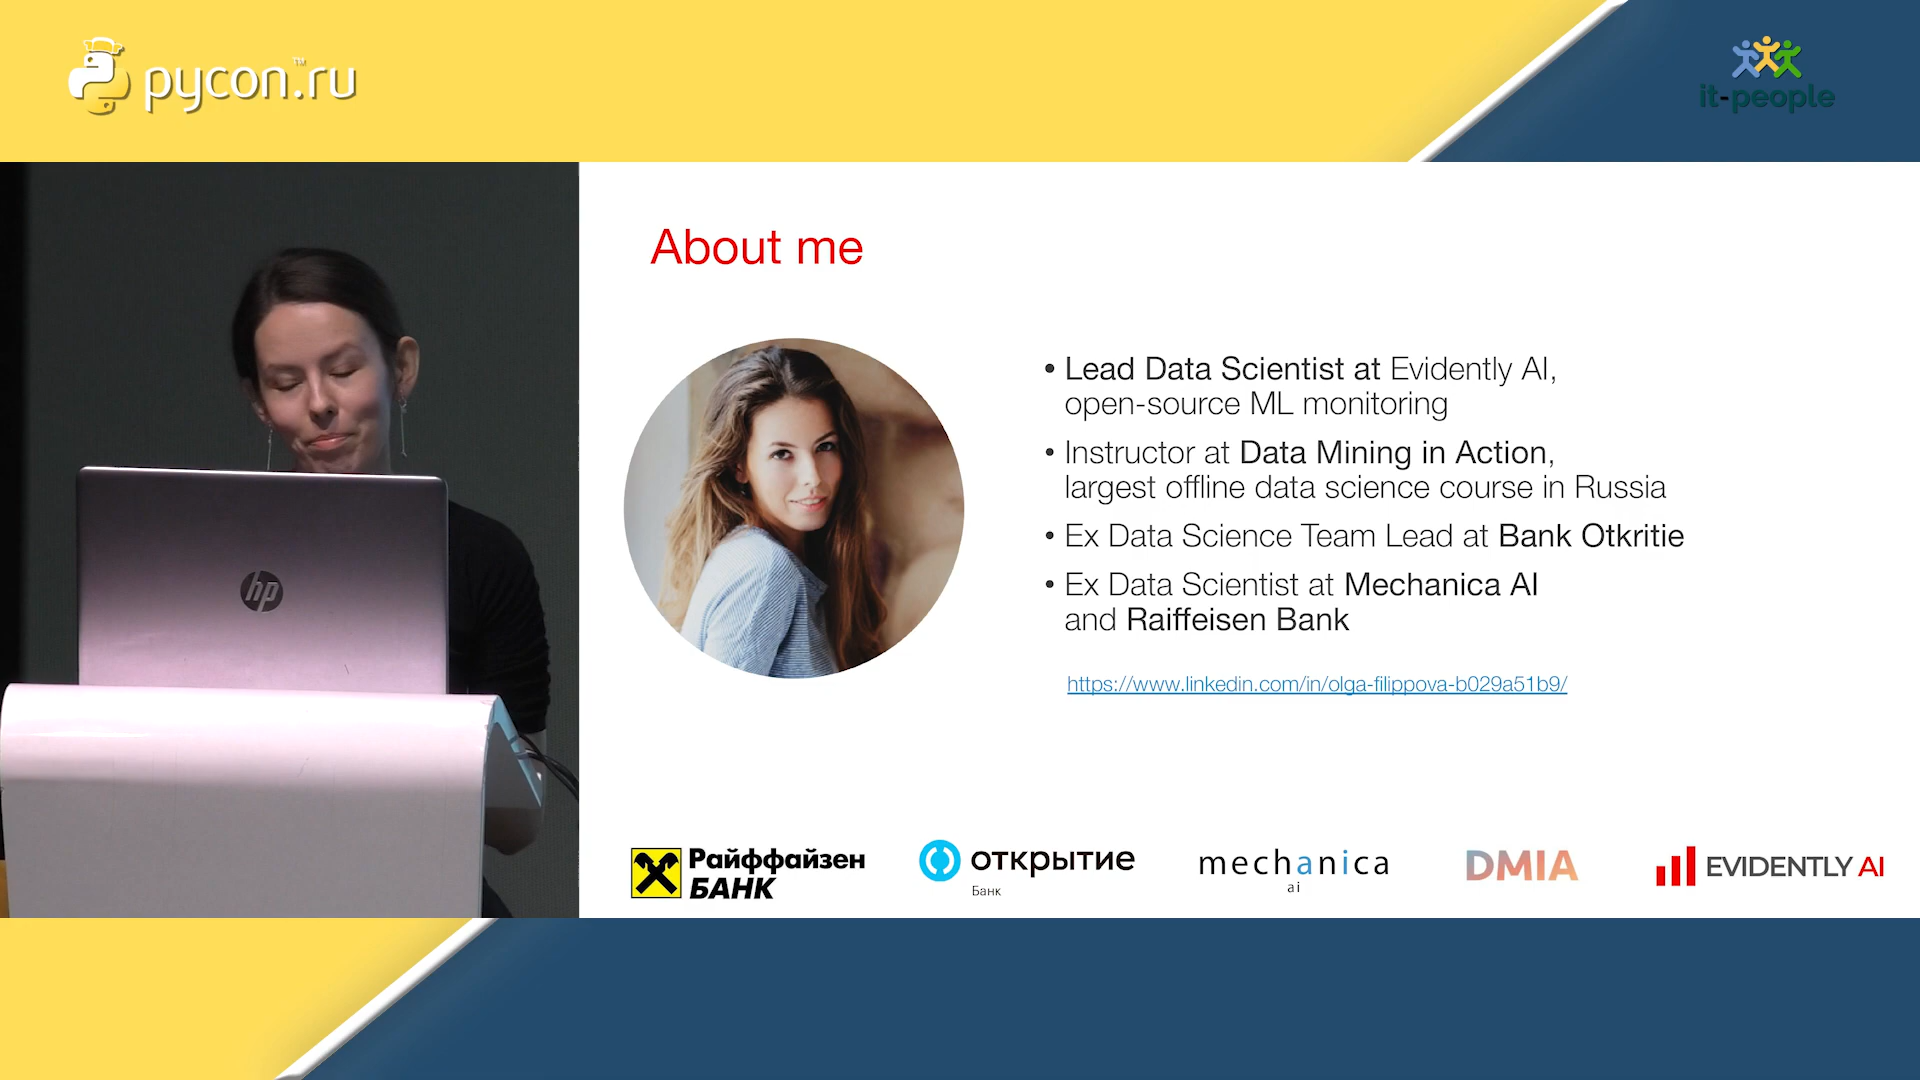 pycon.ru
™
it-people
About me
• Lead Data Scientist at Evidently AI,
open-source ML monitoring
• Instructor at Data Mining in Action,
largest offline data science course in Russia
• Ex Data Science Team Lead at Bank Otkritie
• Ex Data Scientist at Mechanica AI
and Raiffeisen Bank
https://www.linkedin.com/in/olga-filippova-b029a51b9/
hp
Райффайзен
БАНК
открытие
Банк
mechanica
ai
DMIA
EVIDENTLY AI